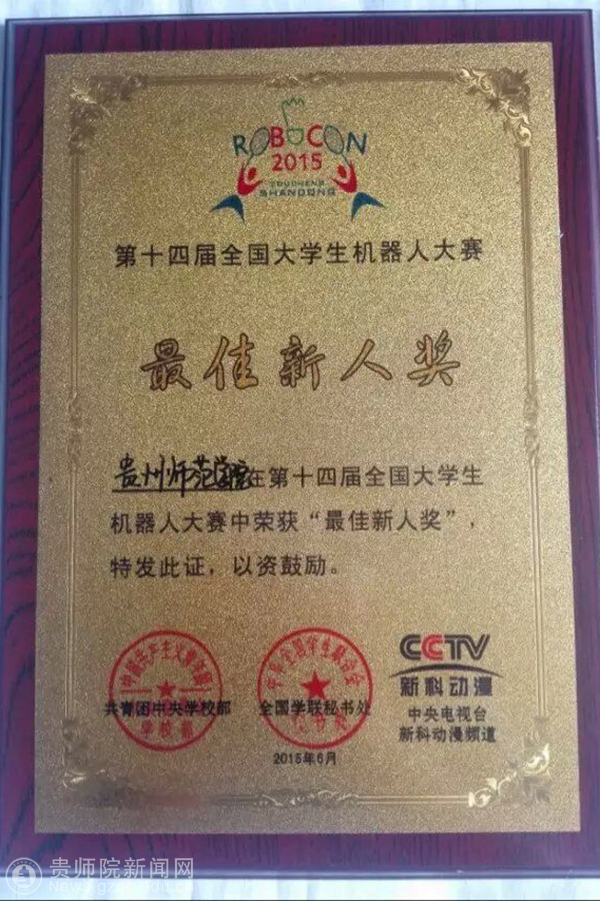 ROBOCON
2015
ZOUCHENG
SHANDONG
第十四届全国大学生机器人大赛
最佳新人奖
贵州师范学院在第十四届全国大学生
机器人大赛中荣获“最佳新人奖”，
特发此证，以资鼓励。
CCTV
新科动漫
共青团中央学校部
全国学联秘书处
中央电视台
新科动漫频道
2015年6月
贵师院新闻网